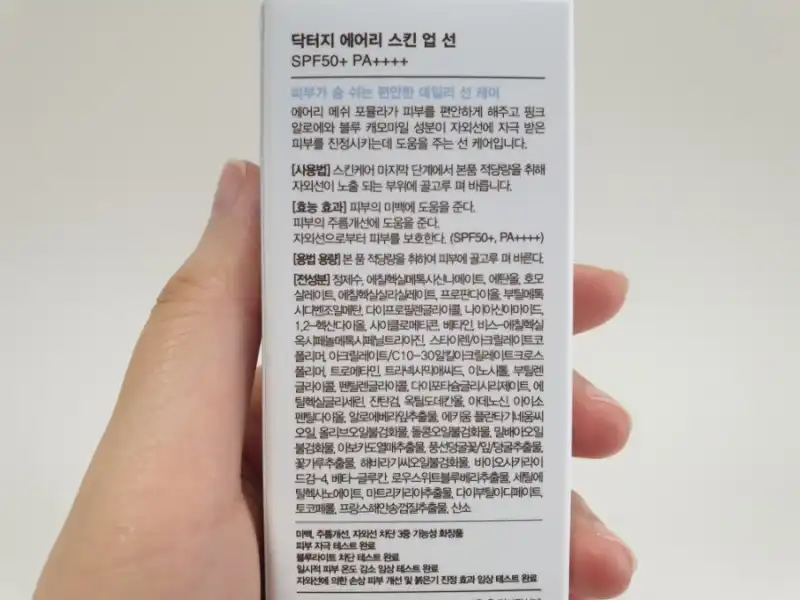 닥터지 에어리 스킨 업 선
SPF50+ PA++++
피부가 숨 쉬는 편안한 데일리 선 케어
에어리 메쉬 포뮬라가 피부를 편안하게 해주고 핑크
알로에와 블루 캐모마일 성분이 자외선에 자극 받은
피부를 진정시키는데 도움을 주는 선 케어입니다.
[사용법] 스킨케어 마지막 단계에서 본품 적당량을 취해
자외선이 노출 되는 부위에 골고루 펴 바릅니다.
[효능 효과] 피부의 미백에 도움을 준다.
피부의 주름개선에 도움을 준다.
자외선으로부터 피부를 보호한다. (SPF50+, PA++++)
[용법 용량] 본 품 적당량을 취하여 피부에 골고루 펴 바른다.
[전성분] 정제수, 에칠헥실메톡시신나메이트, 에탄올, 호모
살레이트, 에칠헥실살리실레이트, 프로판다이올, 부틸메톡
시디벤조일메탄, 다이프로필렌글라이콜, 나이아신아마이드,
1,2-헥산다이올, 사이클로메티콘, 베타인, 비스-에칠헥실
옥시페놀메톡시페닐트리아진, 스타이렌/아크릴레이트코
폴리머, 아크릴레이트/C10-30알킬아크릴레이트크로스
폴리머, 트로메타민, 트라넥사믹애씨드, 이노시톨, 부틸렌
글라이콜, 펜틸렌글라이콜, 다이포타슘글리시리제이트, 에
틸헥실글리세린, 잔탄검, 옥틸도데칸올, 아데노신, 아이소
펜틸다이올, 알로에베라잎추출물, 에키움 플란타기네움씨
오일, 올리브오일불검화물, 돌콩오일불검화물, 밀배아오일
불검화물, 아보카도열매추출물, 풍선덩굴꽃/잎/덩굴추출물,
꽃가루추출물, 해바라기씨오일불검화물, 바이오사카라이
드검-4, 베타-글루칸, 로우스위트블루베리추출물, 세틸에
틸헥사노에이트, 마트리카리아추출물, 다이부틸아디페이트,
토코페롤, 프랑스해안송껍질추출물, 산소
미백, 주름개선, 자외선 차단 3중 기능성 화장품
피부 자극 테스트 완료
블루라이트 차단 테스트 완료
일시적 피부 온도 감소 임상 테스트 완료
자외선에 의한 손상 피부 개선 및 붉은기 진정 효과 임상 테스트 완료